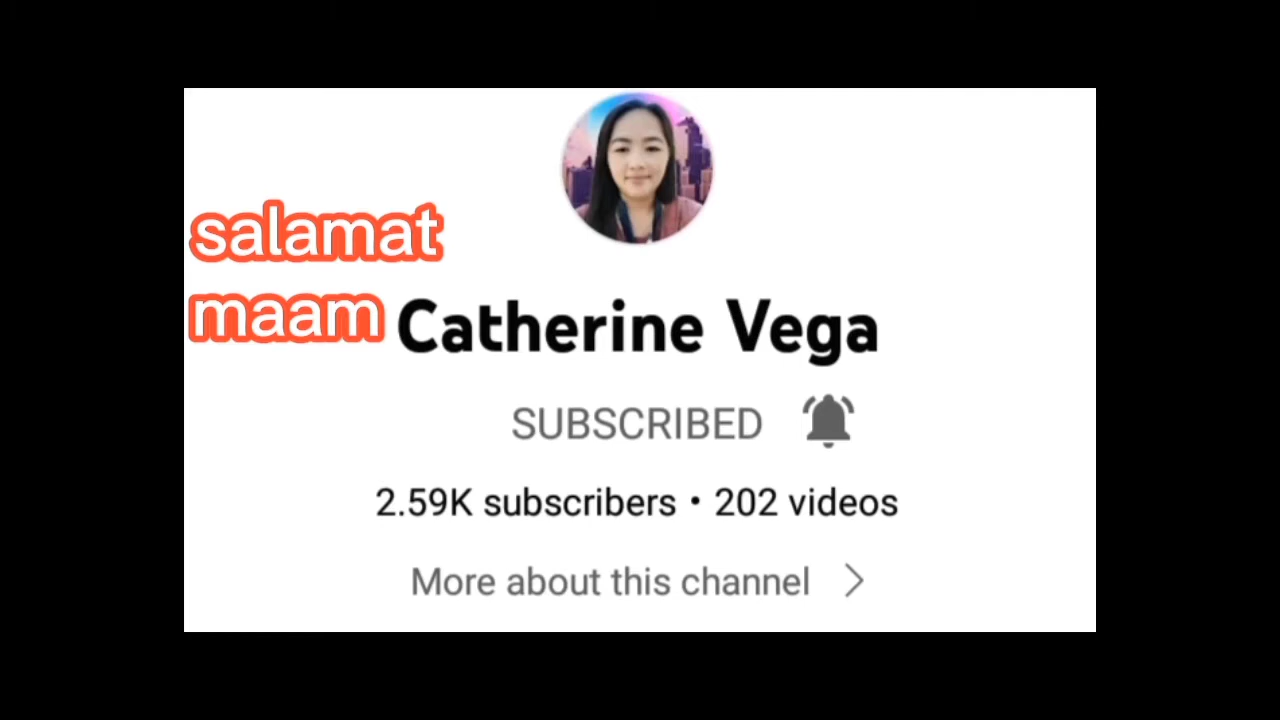 salamat
maam
Catherine Vega
SUBSCRIBED
2.59K subscribers • 202 videos
More about this channel